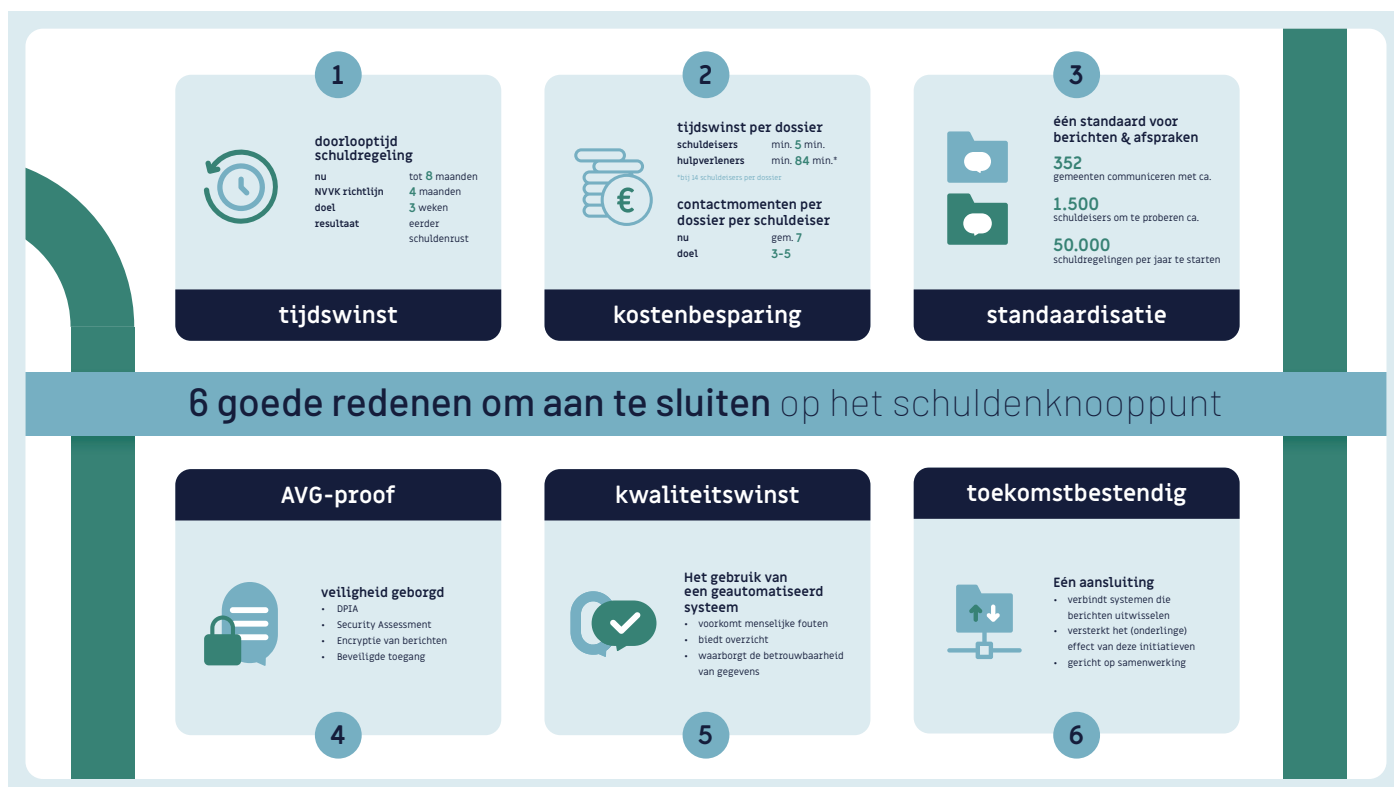 1
doorlooptijd
schuldregeling
nu tot 8 maanden
NVVK richtlijn 4 maanden
doel 3 weken
resultaat eerder
schuldenrust
tijdswinst
2
tijdswinst per dossier
schuldeisers min. 5 min.
hulpverleners min. 84 min.*
*bij 14 schuldeisers per dossier
contactmomenten per
dossier per schuldeiser
nu gem. 7
doel 3-5
kostenbesparing
3
één standaard voor
berichten & afspraken
352
gemeenten communiceren met ca.
1.500
schuldeisers om te proberen ca.
50.000
schuldregelingen per jaar te starten
standaardisatie
6 goede redenen om aan te sluiten op het schuldenknooppunt
AVG-proof
veiligheid geborgd
• DPIA
• Security Assessment
• Encryptie van berichten
• Beveiligde toegang
4
kwaliteitswinst
Het gebruik van
een geautomatiseerd
systeem
• voorkomt menselijke fouten
• biedt overzicht
• waarborgt de betrouwbaarheid
van gegevens
5
toekomstbestendig
Eén aansluiting
• verbindt systemen die
berichten uitwisselen
• versterkt het (onderlinge)
effect van deze initiatieven
• gericht op samenwerking
6